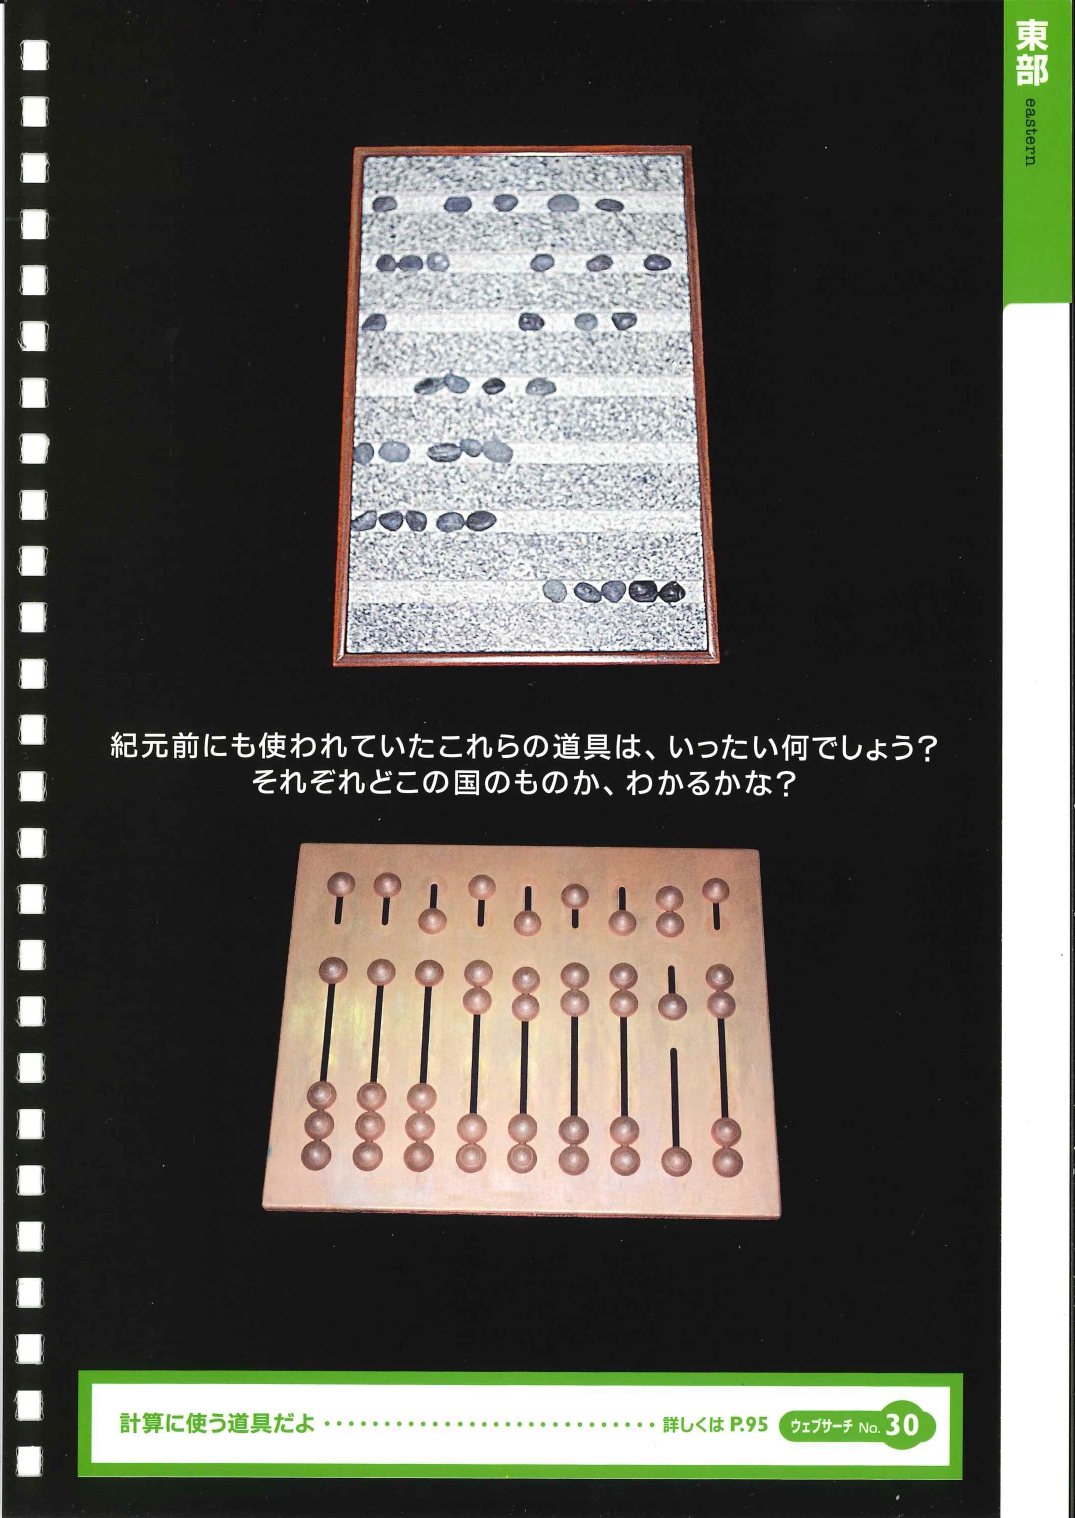 東部
eastern
紀元前にも使われていたこれらの道具は、いったい何でしょう？
それぞれどこの国のものか、わかるかな？
計算に使う道具だよ ････････････････････････････ 詳しくは P.95 ウェブサーチ No. 30